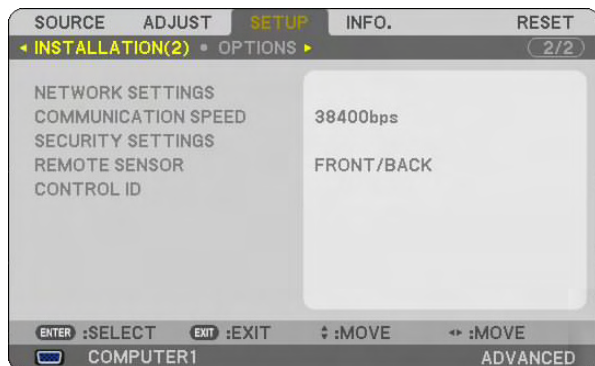 SOURCE ADJUST SETUP INFO. RESET
INSTALLATION(2) • OPTIONS 2/2
NETWORK SETTINGS
COMMUNICATION SPEED 38400bps
SECURITY SETTINGS
REMOTE SENSOR FRONT/BACK
CONTROL ID
ENTER :SELECT EXIT :EXIT :MOVE :MOVE
COMPUTER1 ADVANCED